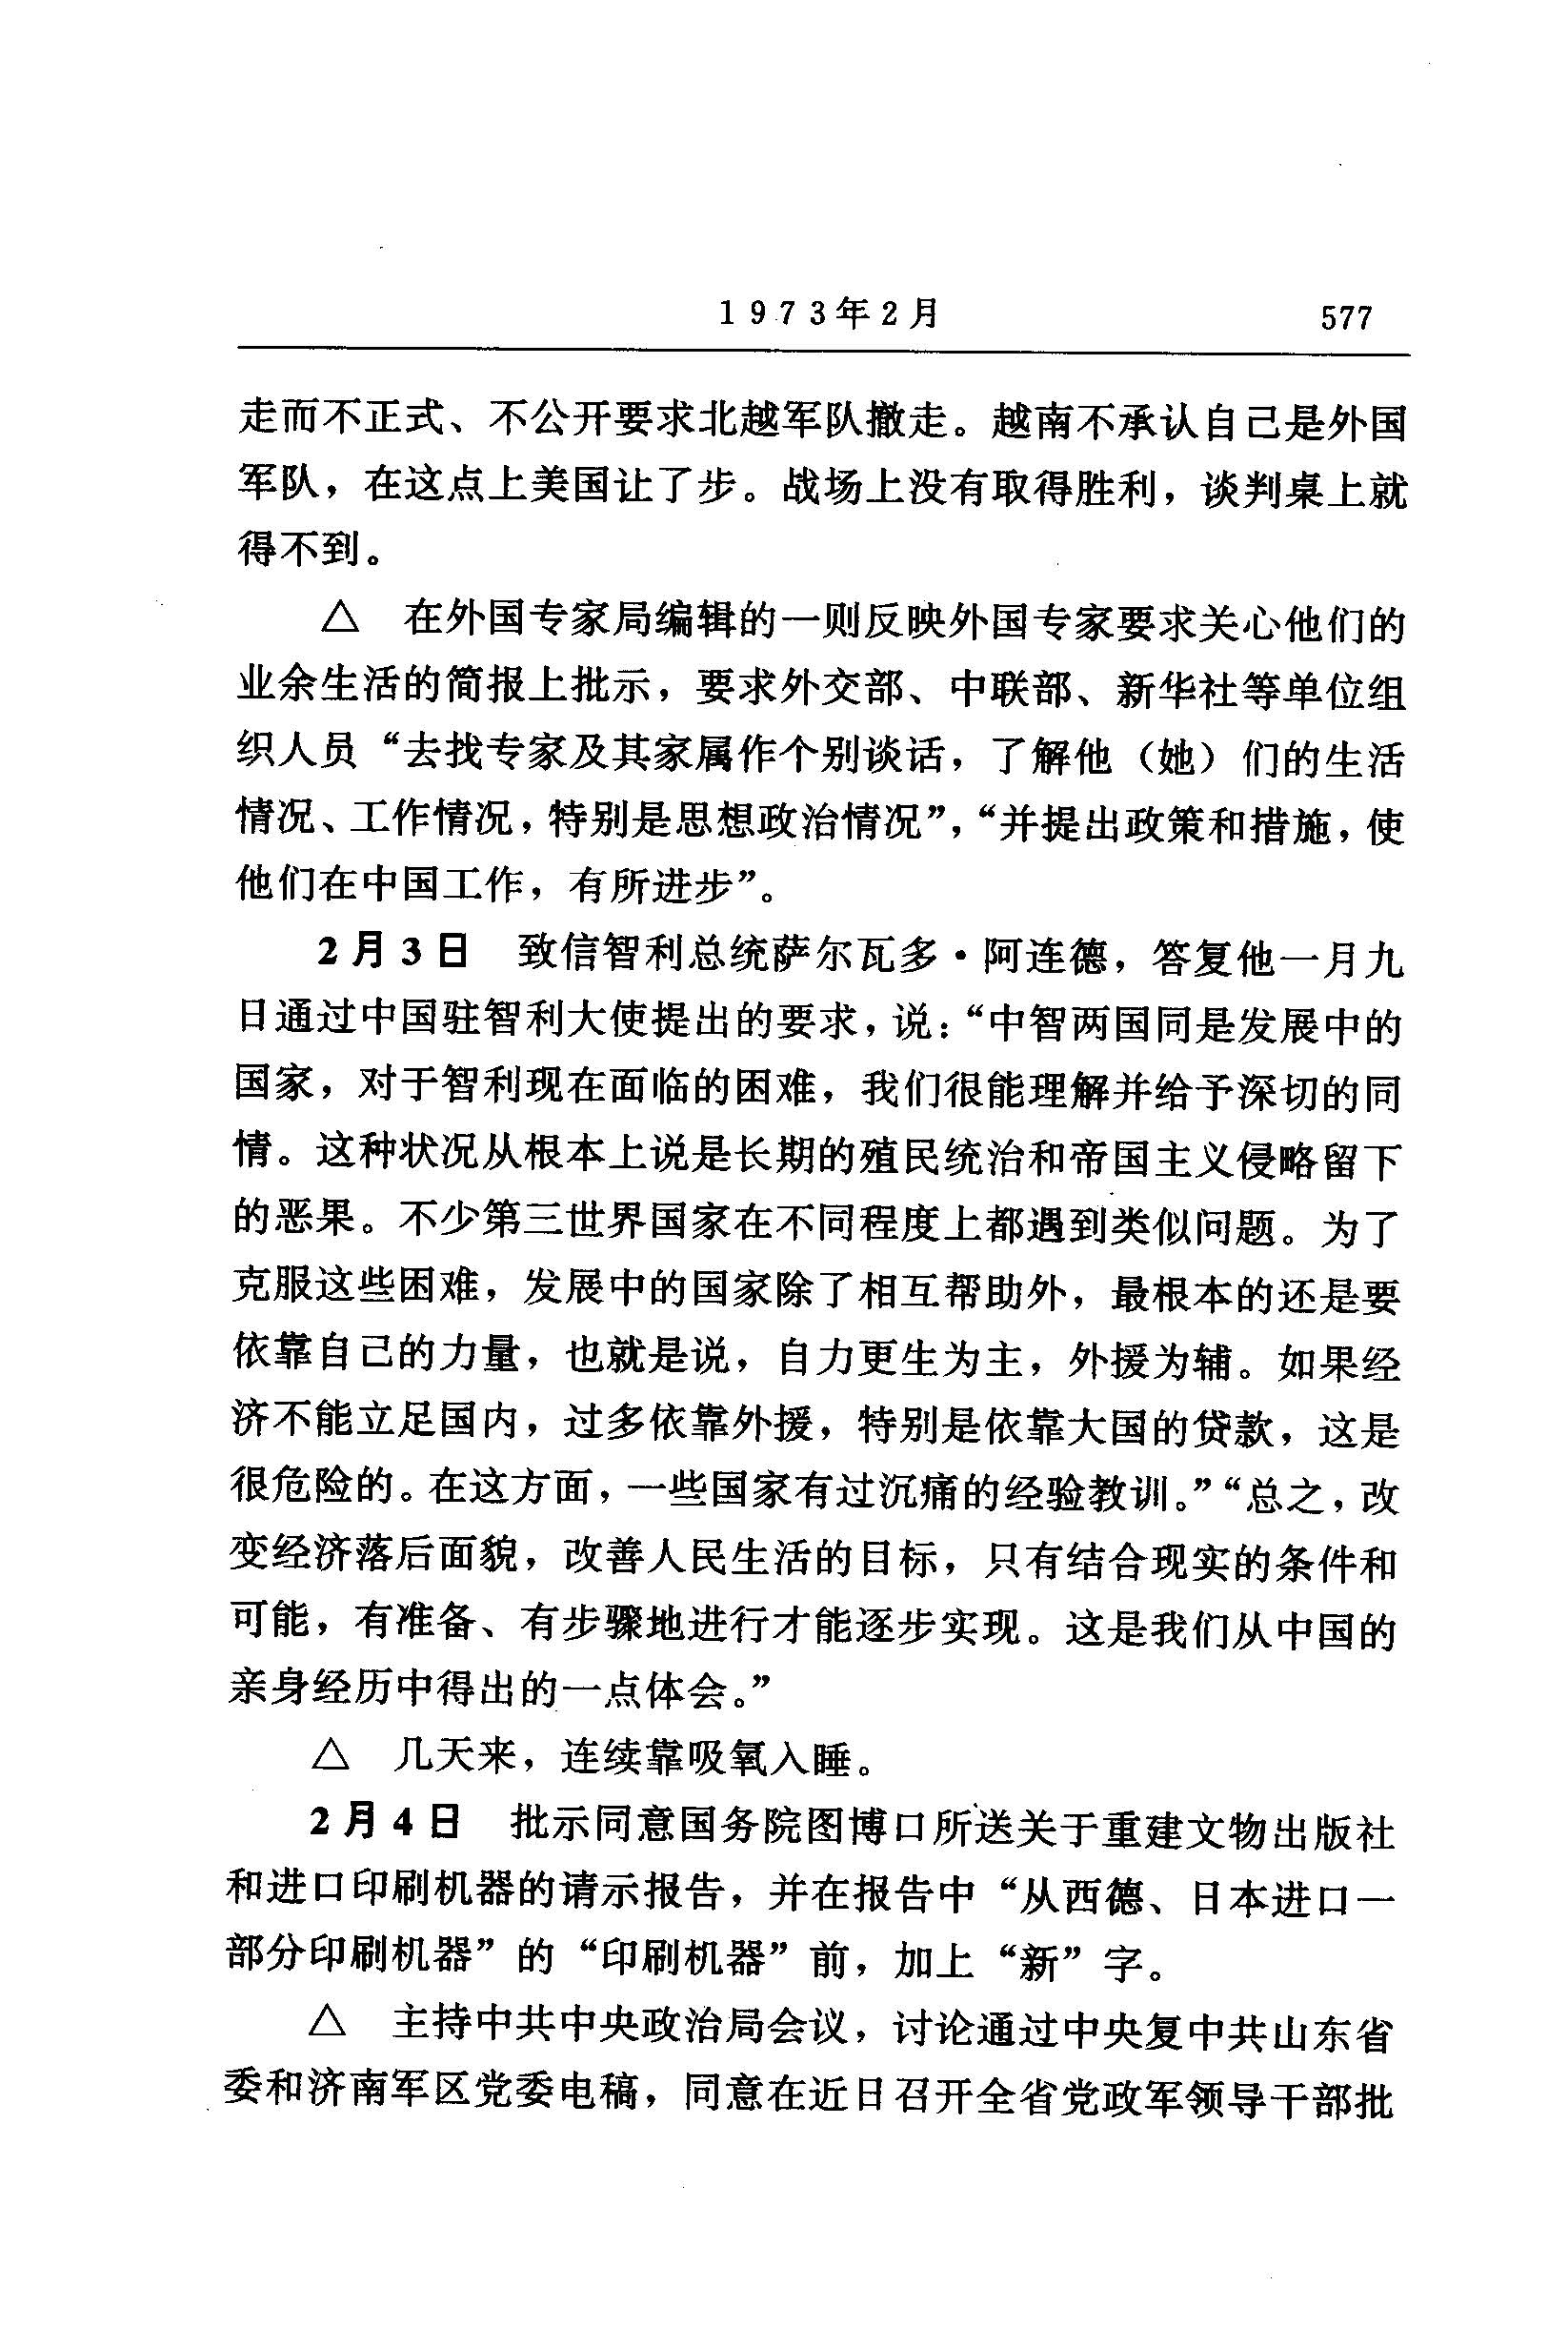 1973年2月 577
走而不正式、不公开要求北越军队撤走。越南不承认自己是外国
军队，在这点上美国让了步。战场上没有取得胜利，谈判桌上就
得不到。
△ 在外国专家局编辑的一则反映外国专家要求关心他们的
业余生活的简报上批示，要求外交部、中联部、新华社等单位组
织人员“去找专家及其家属作个别谈话，了解他（她）们的生活
情况、工作情况，特别是思想政治情况”，“并提出政策和措施，使
他们在中国工作，有所进步”。
2月3日 致信智利总统萨尔瓦多·阿连德，答复他一月九
日通过中国驻智利大使提出的要求，说：“中智两国同是发展中的
国家，对于智利现在面临的困难，我们很能理解并给予深切的同
情。这种状况从根本上说是长期的殖民统治和帝国主义侵略留下
的恶果。不少第三世界国家在不同程度上都遇到类似问题。为了
克服这些困难，发展中的国家除了相互帮助外，最根本的还是要
依靠自己的力量，也就是说，自力更生为主，外援为辅。如果经
济不能立足国内，过多依靠外援，特别是依靠大国的贷款，这是
很危险的。在这方面，一些国家有过沉痛的经验教训。”“总之，改
变经济落后面貌，改善人民生活的目标，只有结合现实的条件和
可能，有准备、有步骤地进行才能逐步实现。这是我们从中国的
亲身经历中得出的一点体会。”
△ 几天来，连续靠吸氧入睡。
2月4日 批示同意国务院图博口所送关于重建文物出版社
和进口印刷机器的请示报告，并在报告中“从西德、日本进口一
部分印刷机器”的“印刷机器”前，加上“新”字。
△ 主持中共中央政治局会议，讨论通过中央复中共山东省
委和济南军区党委电稿，同意在近日召开全省党政军领导干部批